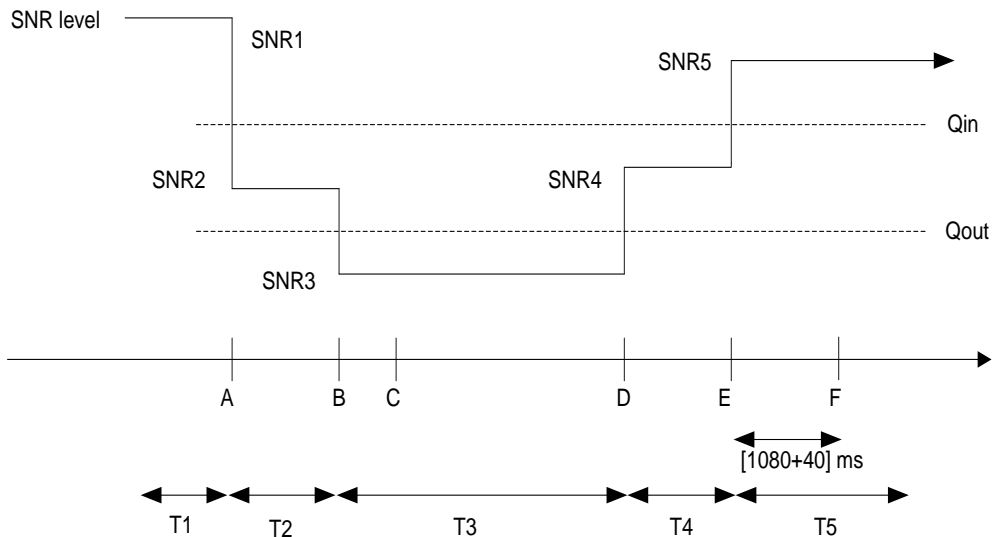 SNR level
SNR1
SNR5
Qin
SNR2
SNR4
Qout
SNR3
A B C D E F
[1080+40] ms
T1 T2 T3 T4 T5